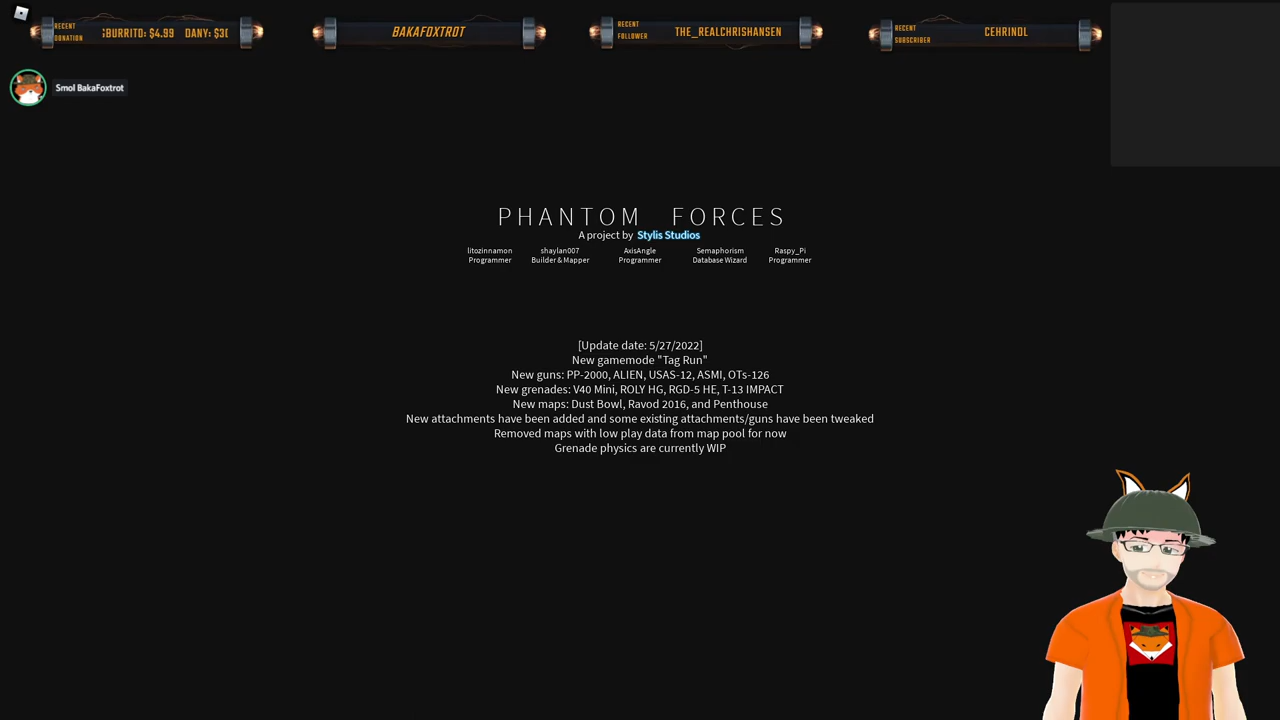 RECENT
DONATION
BURRITO: $4.99 DANY:
BAKAFOXTROT
RECENT
FOLLOWER
THE_REALCHRISHANSEN
RECENT
SUBSCRIBER
CEHRINDL
Smol BakaFoxtrot
PHANTOM FORCES
A project by Stylis Studios
litozinnamon shaylan007 AxisAngle Semaphorism Raspy_Pi
Programmer Builder & Mapper Programmer Database Wizard Programmer
[Update date: 5/27/2022]
New gamemode "Tag Run"
New guns: PP-2000, ALIEN, USAS-12, ASMI, OTs-126
New grenades: V40 Mini, ROLY HG, RGD-5 HE, T-13 IMPACT
New maps: Dust Bowl, Ravod 2016, and Penthouse
New attachments have been added and some existing attachments/guns have been tweaked
Removed maps with low play data from map pool for now
Grenade physics are currently WIP